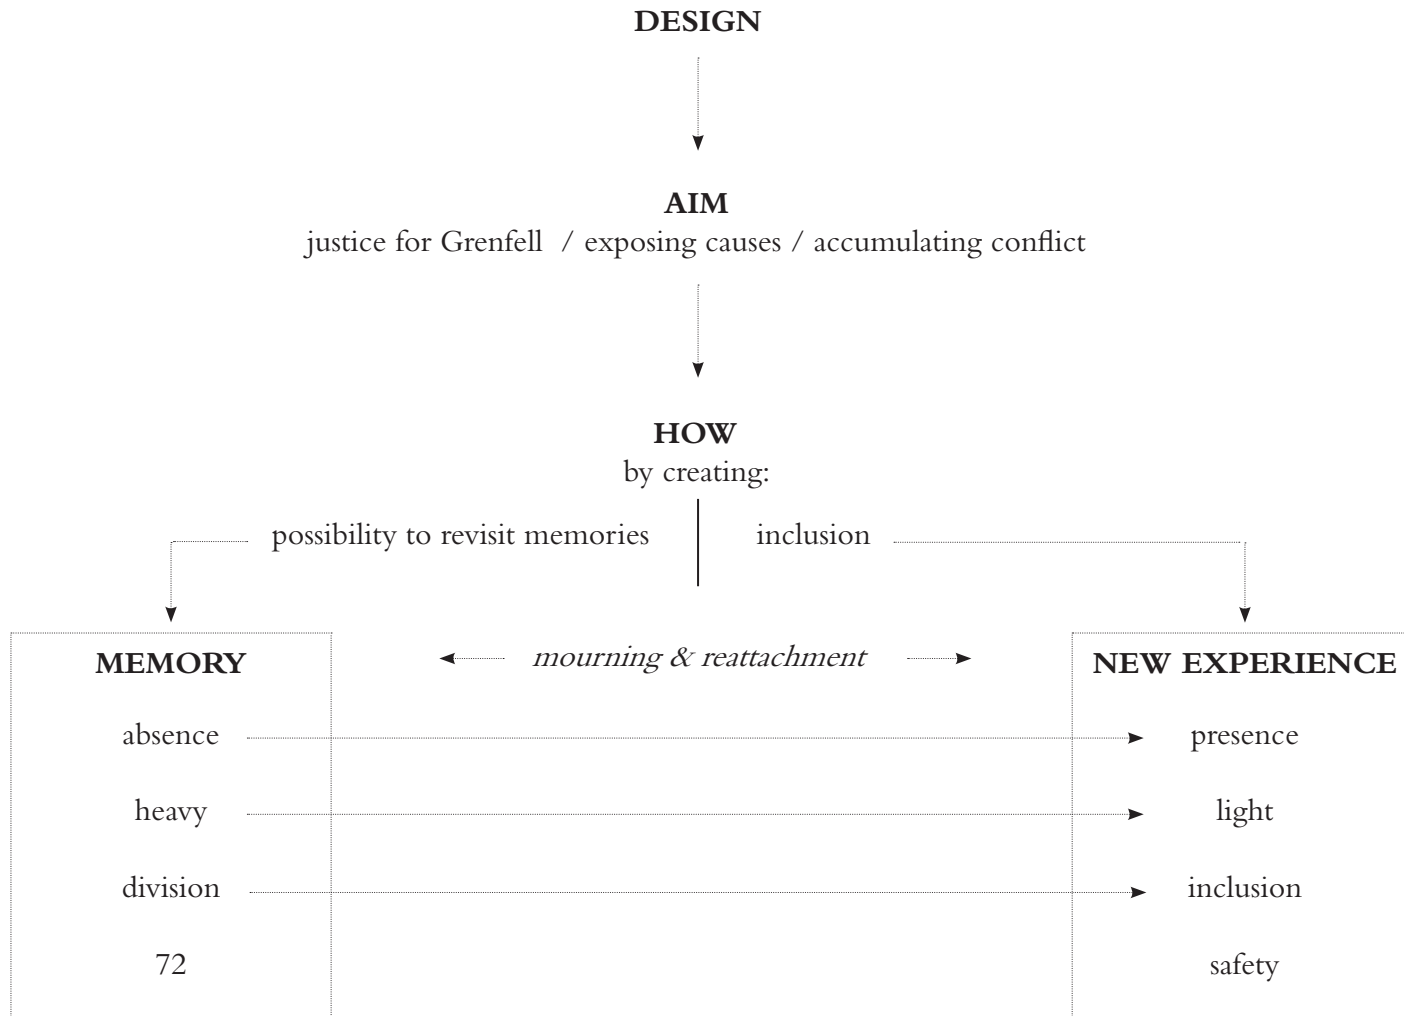 DESIGN
AIM
justice for Grenfell / exposing causes / accumulating conflict
HOW
by creating:
possibility to revisit memories
inclusion
MEMORY
mourning & reattachment
NEW EXPERIENCE
absence
presence
heavy
light
division
inclusion
72
safety